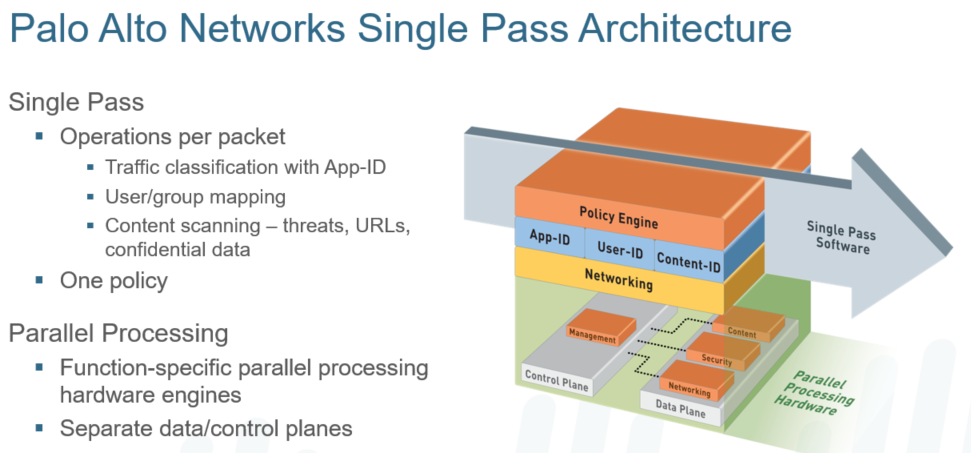 Palo Alto Networks Single Pass Architecture
Single Pass
▪ Operations per packet
▪ Traffic classification with App-ID
▪ User/group mapping
▪ Content scanning – threats, URLs,
confidential data
▪ One policy
Parallel Processing
▪ Function-specific parallel processing
hardware engines
▪ Separate data/control planes
Policy Engine
App-ID
User-ID
Content-ID
Networking
Single Pass
Software
Management
Content
Security
Networking
Control Plane
Data Plane
Parallel
Processing
Hardware